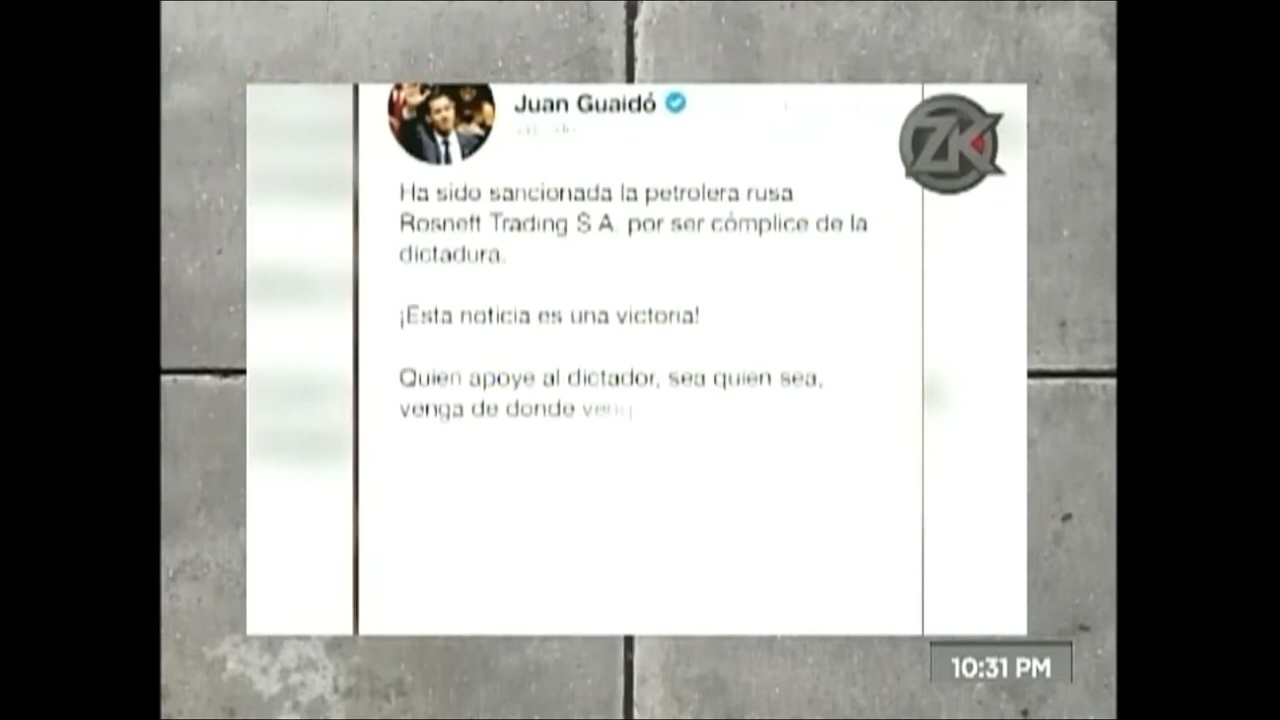 Juan Guaidó
ZK
Ha sido sancionada la petrolera rusa
Rosneft Trading S.A. por ser cómplice de la
dictadura.
¡Esta noticia es una victoria!
Quien apoye al dictador, sea quien sea,
venga de donde
10:31 PM